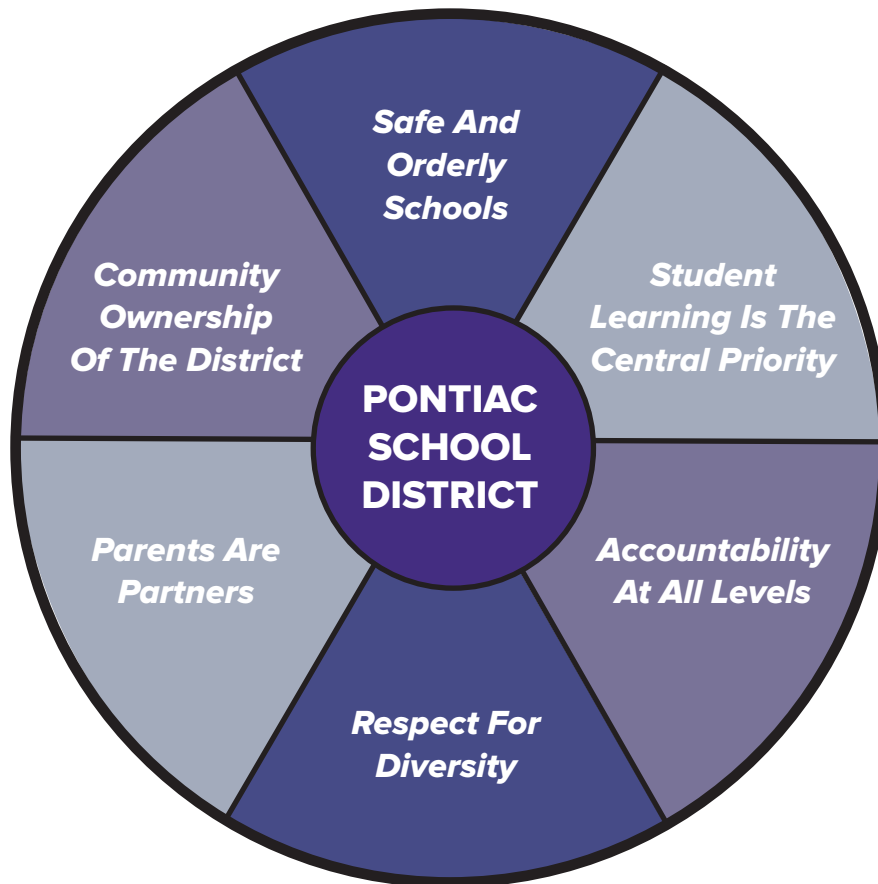 Safe And
Orderly
Schools
Student
Learning Is The
Central Priority
Accountability
At All Levels
Respect For
Diversity
Parents Are
Partners
Community
Ownership
Of The District
PONTIAC
SCHOOL
DISTRICT